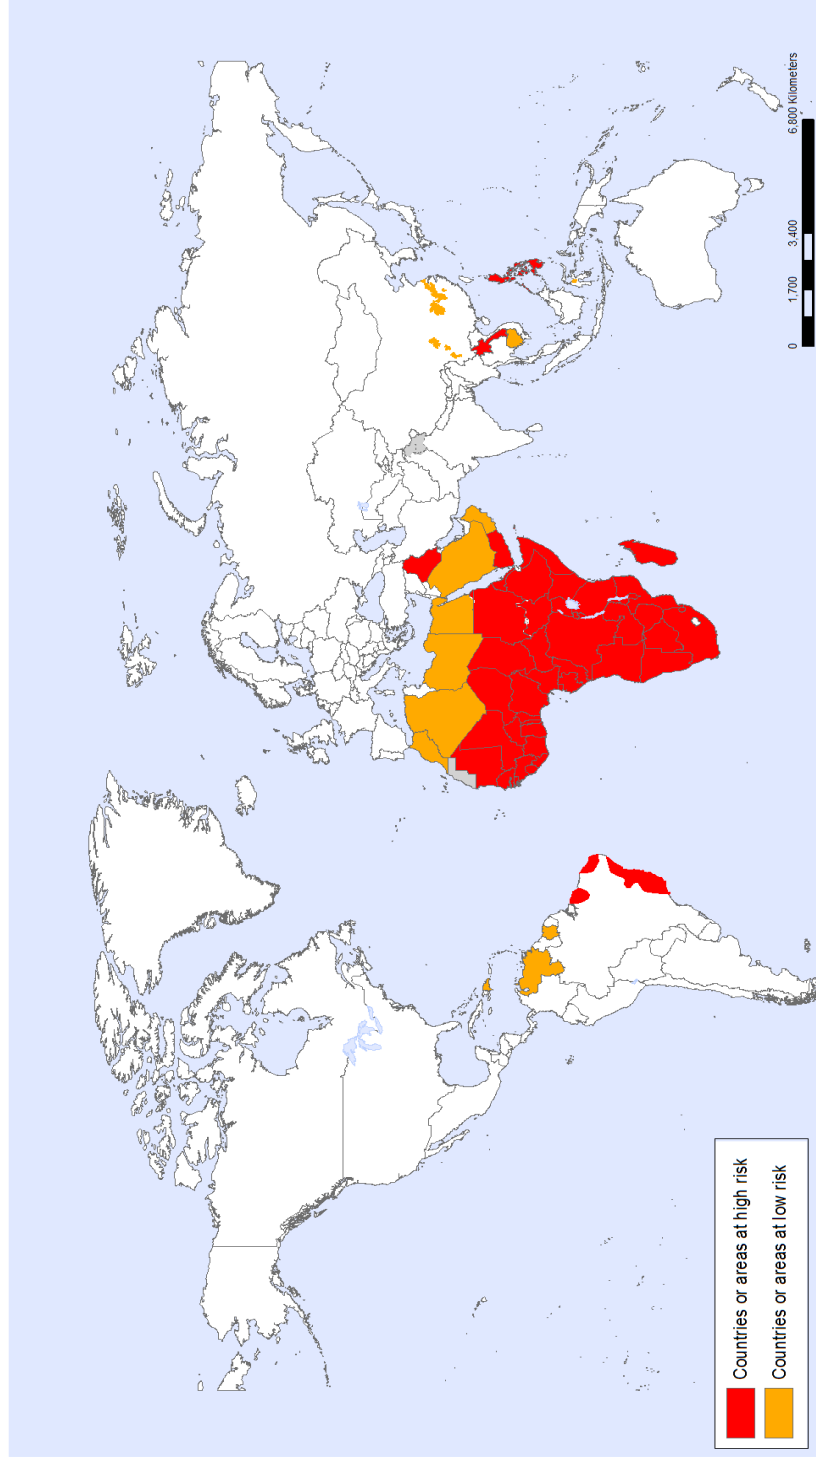 Countries or areas at high risk
Countries or areas at low risk
0 1.700 3.400 6.800 Kilometers